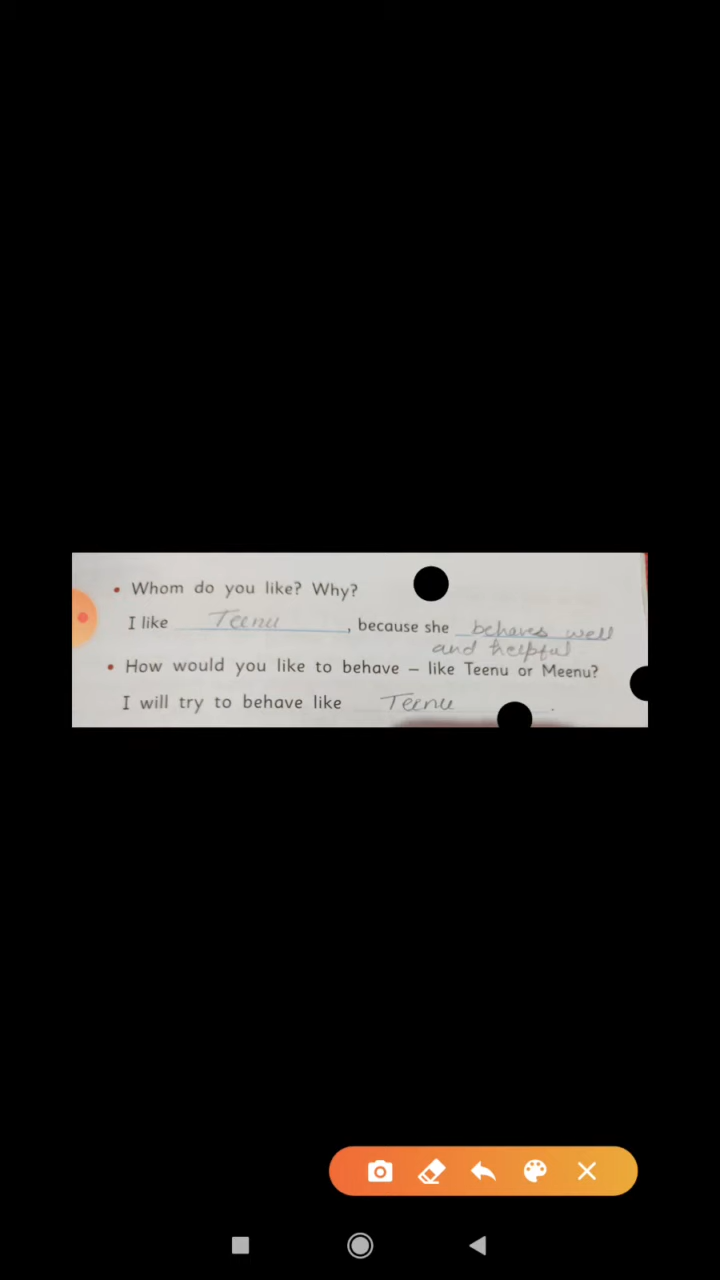 • Whom do you like? Why?
I like Teenu, because she behaves well
and helpful
• How would you like to behave – like Teenu or Meenu?
I will try to behave like Teenu.